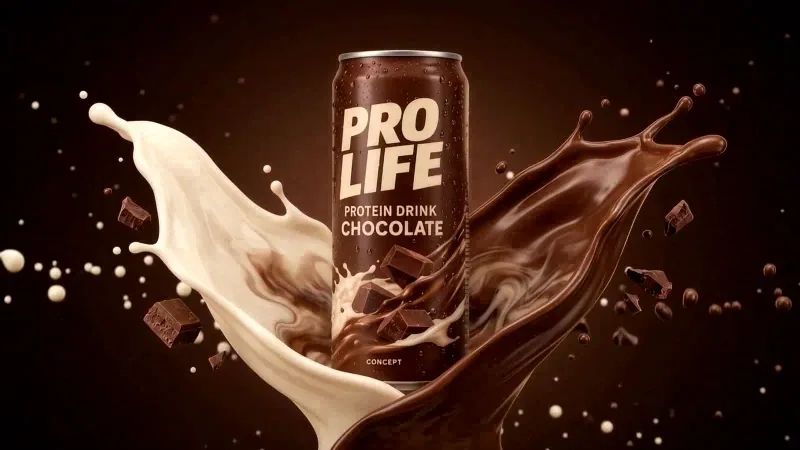 PRO
LIFE
PROTEIN DRINK
CHOCOLATE
CONCEPT